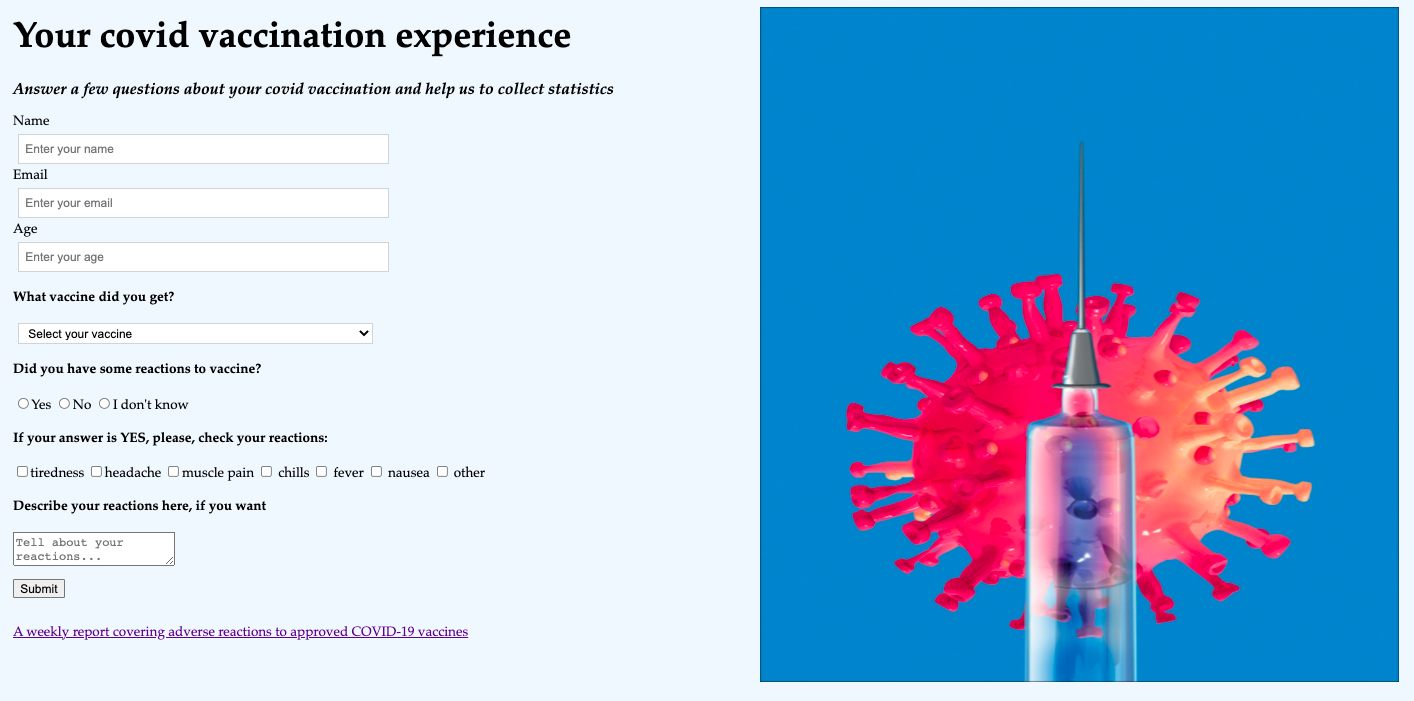 Your covid vaccination experience
Answer a few questions about your covid vaccination and help us to collect statistics
Name
Enter your name
Email
Enter your email
Age
Enter your age
What vaccine did you get?
Select your vaccine
Did you have some reactions to vaccine?
Yes No I don't know
If your answer is YES, please, check your reactions:
tiredness headache muscle pain chills fever nausea other
Describe your reactions here, if you want
Tell about your
reactions...
Submit
A weekly report covering adverse reactions to approved COVID-19 vaccines